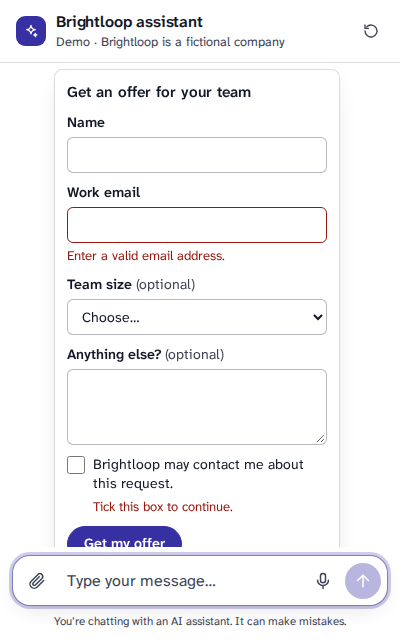 Brightloop assistant
Demo · Brightloop is a fictional company
Get an offer for your team
Name
Work email
Enter a valid email address.
Team size (optional)
Choose...
Anything else? (optional)
Brightloop may contact me about
this request.
Tick this box to continue.
Get my offer
Type your message...
You're chatting with an AI assistant. It can make mistakes.